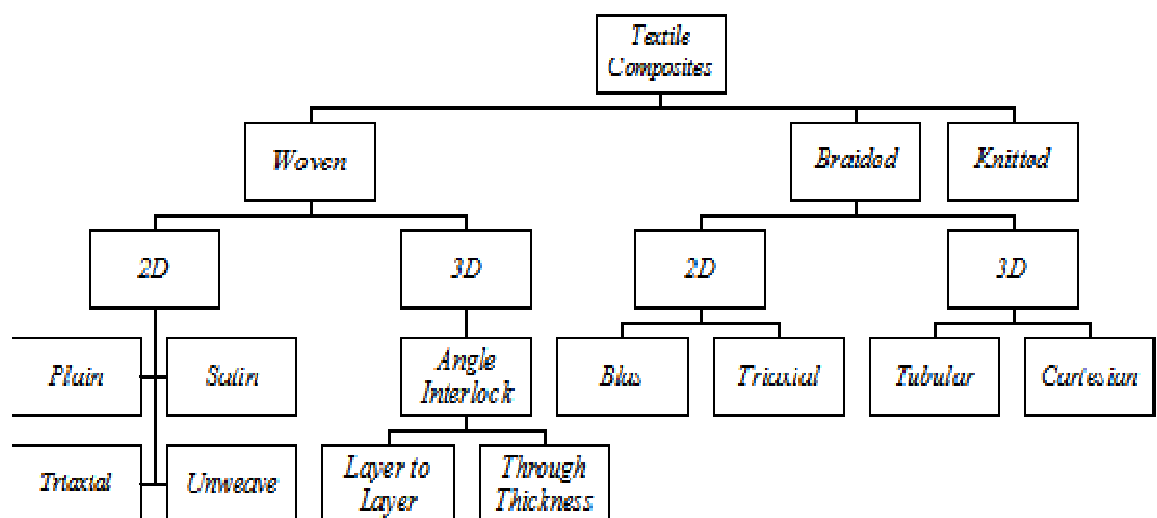 Textile
Composites
Woven
Braided
Knitted
2D
3D
2D
3D
Plain
Satin
Angle
Interlock
Bias
Triaxial
Tubular
Cartesian
Triaxial
Unweave
Layer to
Layer
Through
Thickness